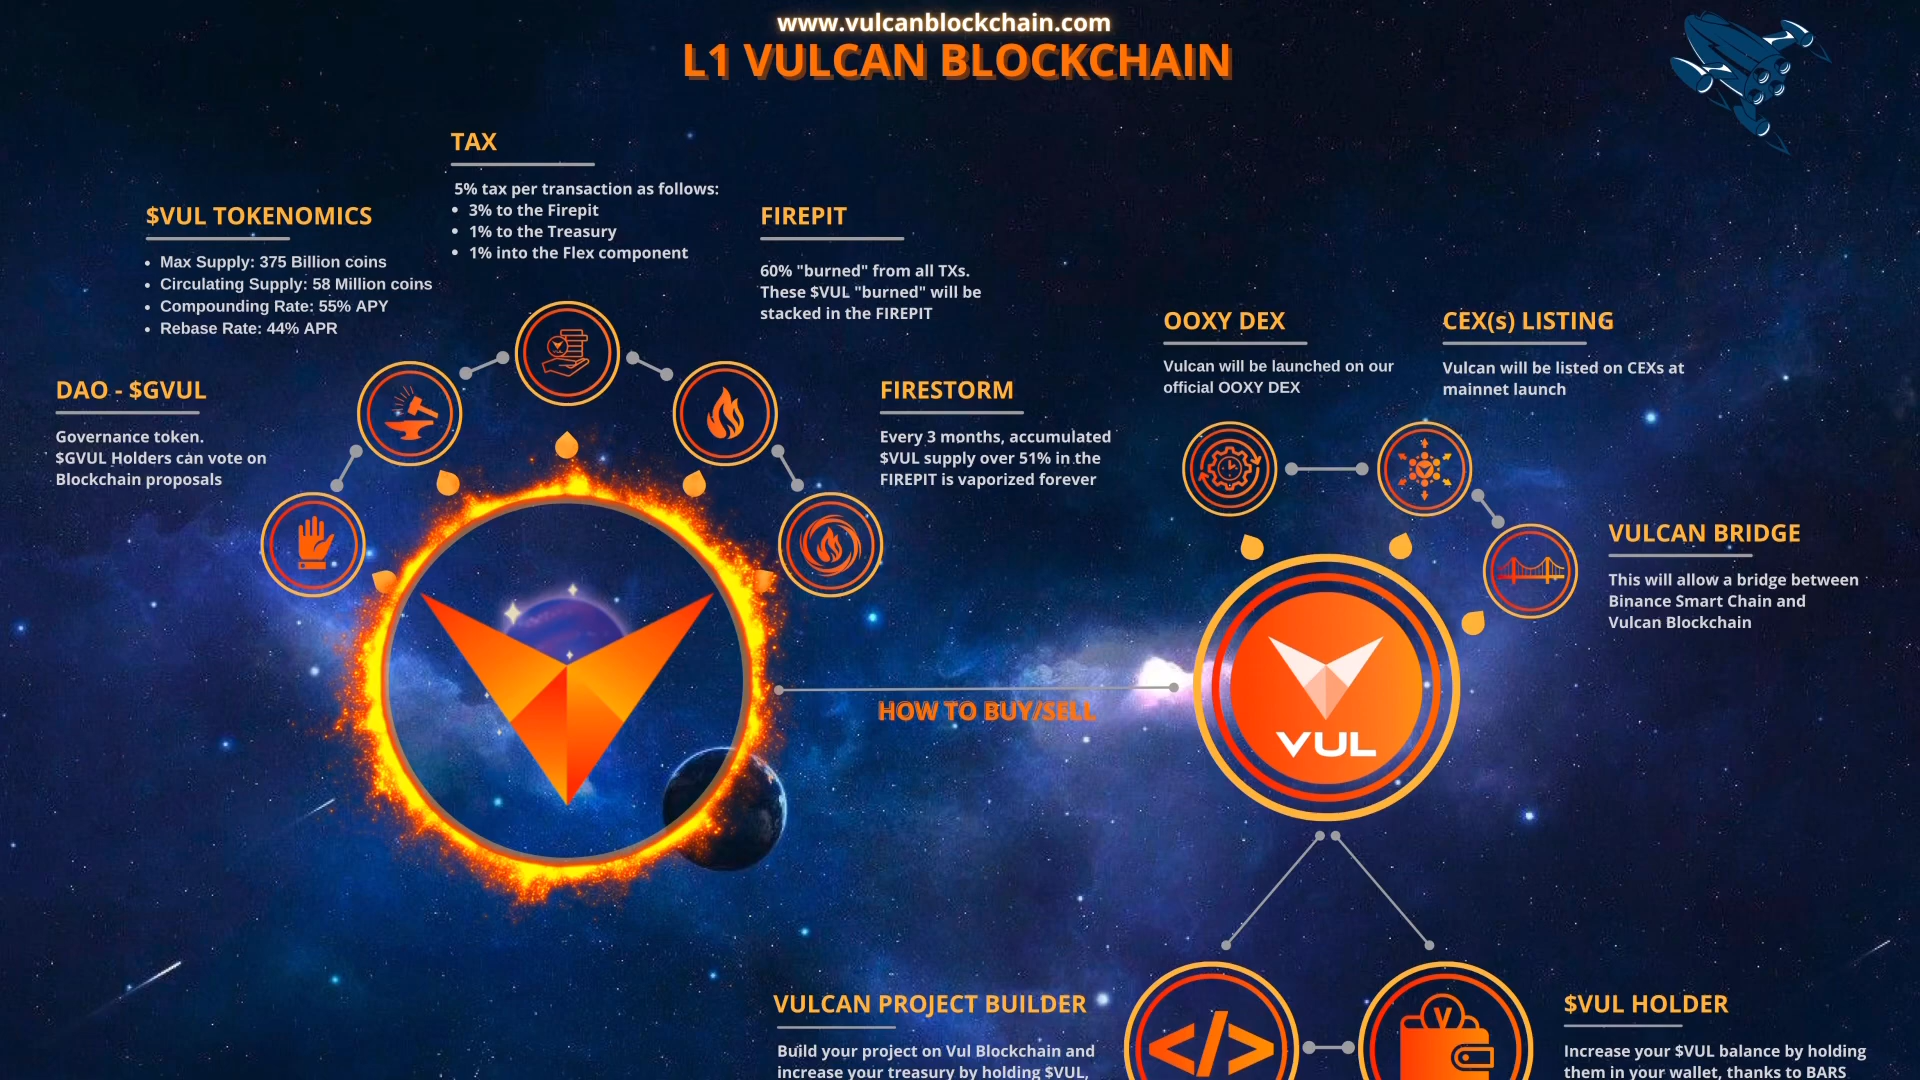 www.vulcanblockchain.com
L1 VULCAN BLOCKCHAIN
TAX
5% tax per transaction as follows:
• 3% to the Firepit
• 1% to the Treasury
• 1% into the Flex component
$VUL TOKENOMICS
• Max Supply: 375 Billion coins
• Circulating Supply: 58 Million coins
• Compounding Rate: 55% APY
• Rebase Rate: 44% APR
FIREPIT
60% "burned" from all TXs.
These $VUL "burned" will be
stacked in the FIREPIT
DAO - $GVUL
Governance token.
$GVUL Holders can vote on
Blockchain proposals
FIRESTORM
Every 3 months, accumulated
$VUL supply over 51% in the
FIREPIT is vaporized forever
OOXY DEX
Vulcan will be launched on our
official OOXY DEX
CEX(s) LISTING
Vulcan will be listed on CEXs at
mainnet launch
VULCAN BRIDGE
This will allow a bridge between
Binance Smart Chain and
Vulcan Blockchain
HOW TO BUY/SELL
VUL
VULCAN PROJECT BUILDER
Build your project on Vul Blockchain and
increase your treasury by holding $VUL,
</>
V
$VUL HOLDER
Increase your $VUL balance by holding
them in your wallet, thanks to BARS